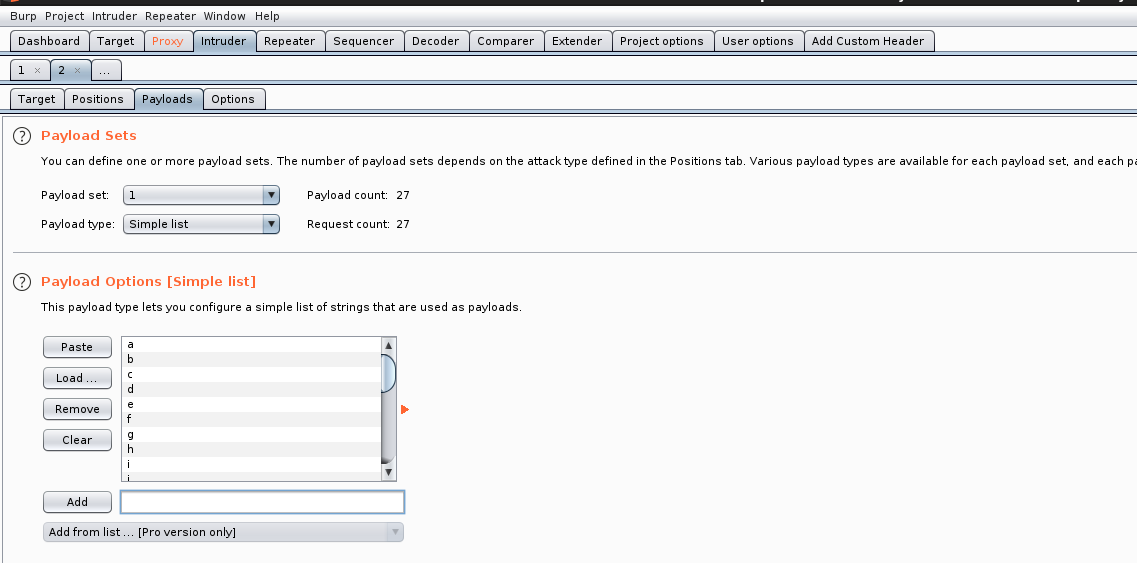 Burp Project Intruder Repeater Window Help
Dashboard Target Proxy Intruder Repeater Sequencer Decoder Comparer Extender Project options User options Add Custom Header
1 × 2 × ...
Target Positions Payloads Options
? Payload Sets
You can define one or more payload sets. The number of payload sets depends on the attack type defined in the Positions tab. Various payload types are available for each payload set, and each
Payload set: 1 Payload count: 27
Payload type: Simple list Request count: 27
? Payload Options [Simple list]
This payload type lets you configure a simple list of strings that are used as payloads.
Paste
Load ...
Remove
Clear
a
b
c
d
e
f
g
h
i
Add
Add from list ... [Pro version only]